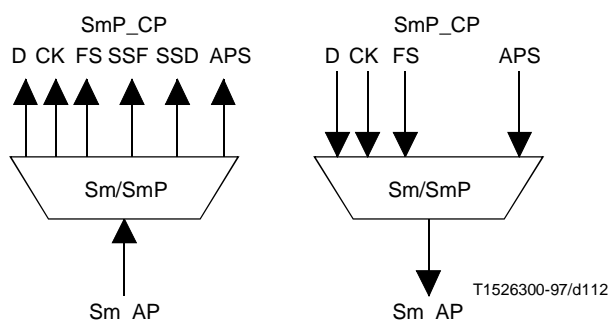 SmP_CP
D CK FS SSF SSD APS
Sm/SmP
Sm_AP
SmP_CP
D CK FS APS
Sm/SmP
Sm_AP
T1526300-97/d112